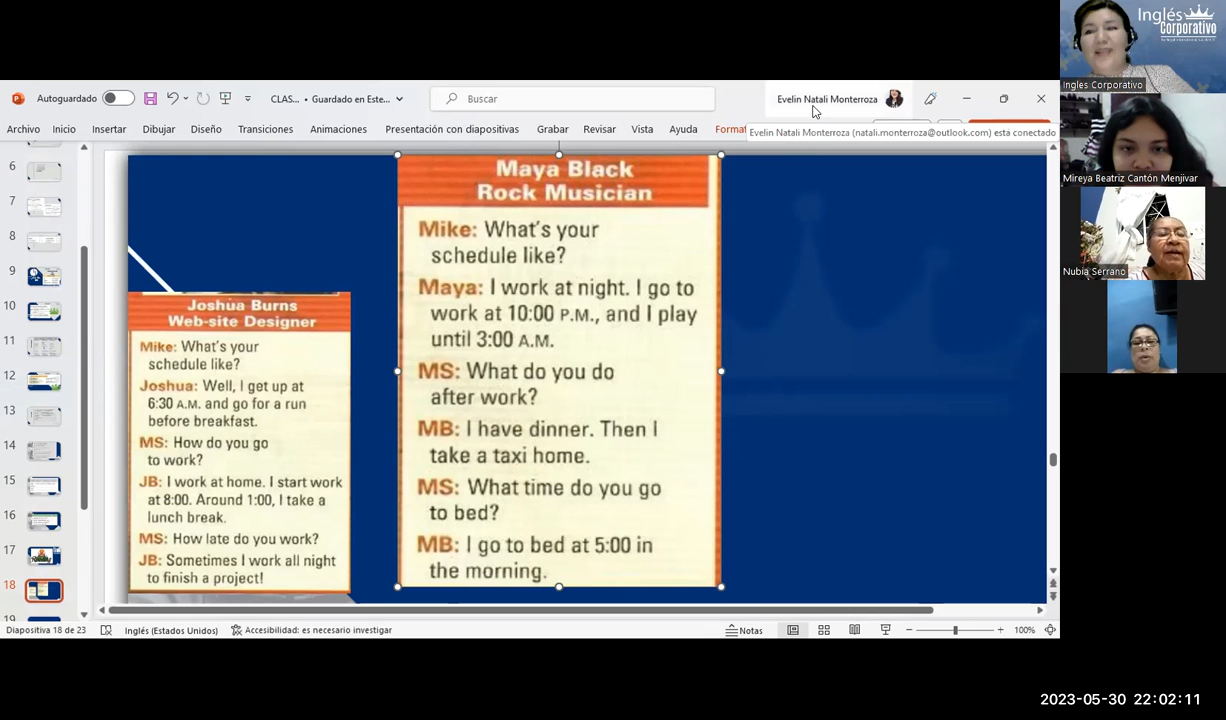 Autoguardado
CLAS... • Guardado en Este...
Buscar
Evelin Natali Monterroza
Archivo Inicio Insertar Dibujar Diseño Transiciones Animaciones Presentación con diapositivas Grabar Revisar Vista Ayuda Format
Evelin Natali Monterroza (natali.monterroza@outlook.com) está conectado
6
7
8
9
10
11
12
13
14
15
16
17
18
19
Joshua Burns
Web-site Designer
Mike: What's your
schedule like?
Joshua: Well, I get up at
6:30 A.M. and go for a run
before breakfast.
MS: How do you go
to work?
JB: I work at home. I start work
at 8:00. Around 1:00, I take a
lunch break.
MS: How late do you work?
JB: Sometimes I work all night
to finish a project!
Maya Black
Rock Musician
Mike: What's your
schedule like?
Maya: I work at night. I go to
work at 10:00 P.M., and I play
until 3:00 A.M.
MS: What do you do
after work?
MB: I have dinner. Then I
take a taxi home.
MS: What time do you go
to bed?
MB: I go to bed at 5:00 in
the morning.
Diapositiva 18 de 23
Inglés (Estados Unidos)
Accesibilidad: es necesario investigar
Notas
100%
Inglés
Corporativo
Ingles Corporativo
Mireya Beatriz Cantón Menjivar
Nubia Serrano
2023-05-30 22:02:11